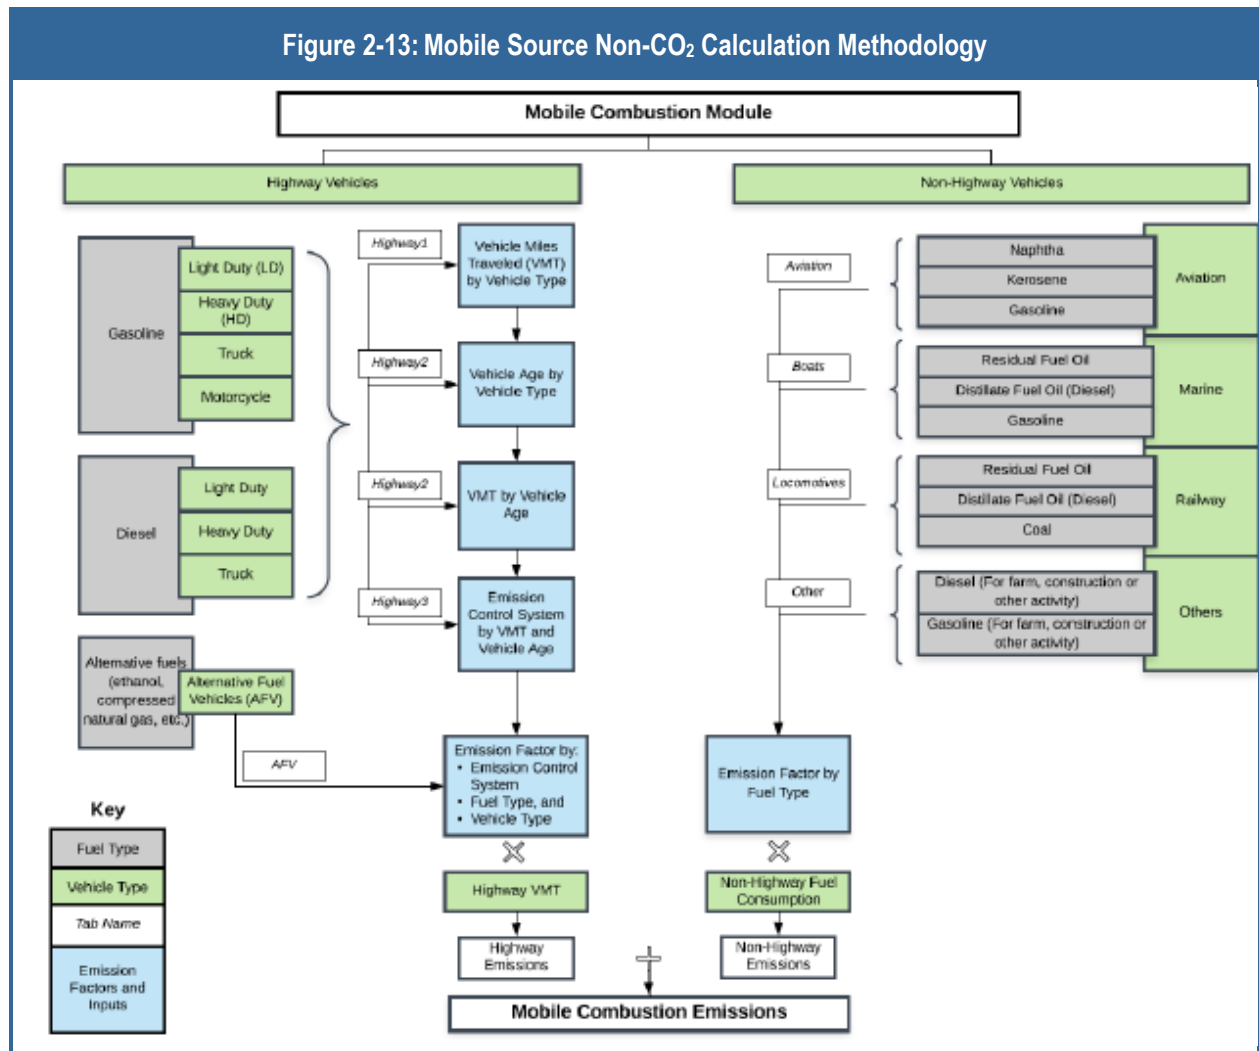 Figure 2-13: Mobile Source Non-CO₂ Calculation Methodology
Mobile Combustion Module
Highway Vehicles
Non-Highway Vehicles
Gasoline
Light Duty (LD)
Heavy Duty
(HD)
Truck
Motorcycle
Diesel
Light Duty
Heavy Duty
Truck
Alternative fuels
(ethanol,
compressed
natural gas, etc.)
Alternative Fuel
Vehicles (AFV)
AFV
Highway1
Vehicle Miles
Traveled (VMT)
by Vehicle Type
Highway2
Vehicle Age by
Vehicle Type
Highway2
VMT by Vehicle
Age
Highway3
Emission
Control System
by VMT and
Vehicle Age
Emission Factor by:
• Emission Control
System
• Fuel Type, and
• Vehicle Type
Highway VMT
Highway
Emissions
Aviation
Naphtha
Kerosene
Gasoline
Aviation
Boats
Residual Fuel Oil
Distillate Fuel Oil (Diesel)
Gasoline
Marine
Locomotives
Residual Fuel Oil
Distillate Fuel Oil (Diesel)
Coal
Railway
Other
Diesel (For farm, construction or
other activity)
Gasoline (For farm, construction or
other activity)
Others
Emission Factor by
Fuel Type
Non-Highway Fuel
Consumption
Non-Highway
Emissions
Mobile Combustion Emissions
Key
Fuel Type
Vehicle Type
Tab Name
Emission
Factors and
Inputs